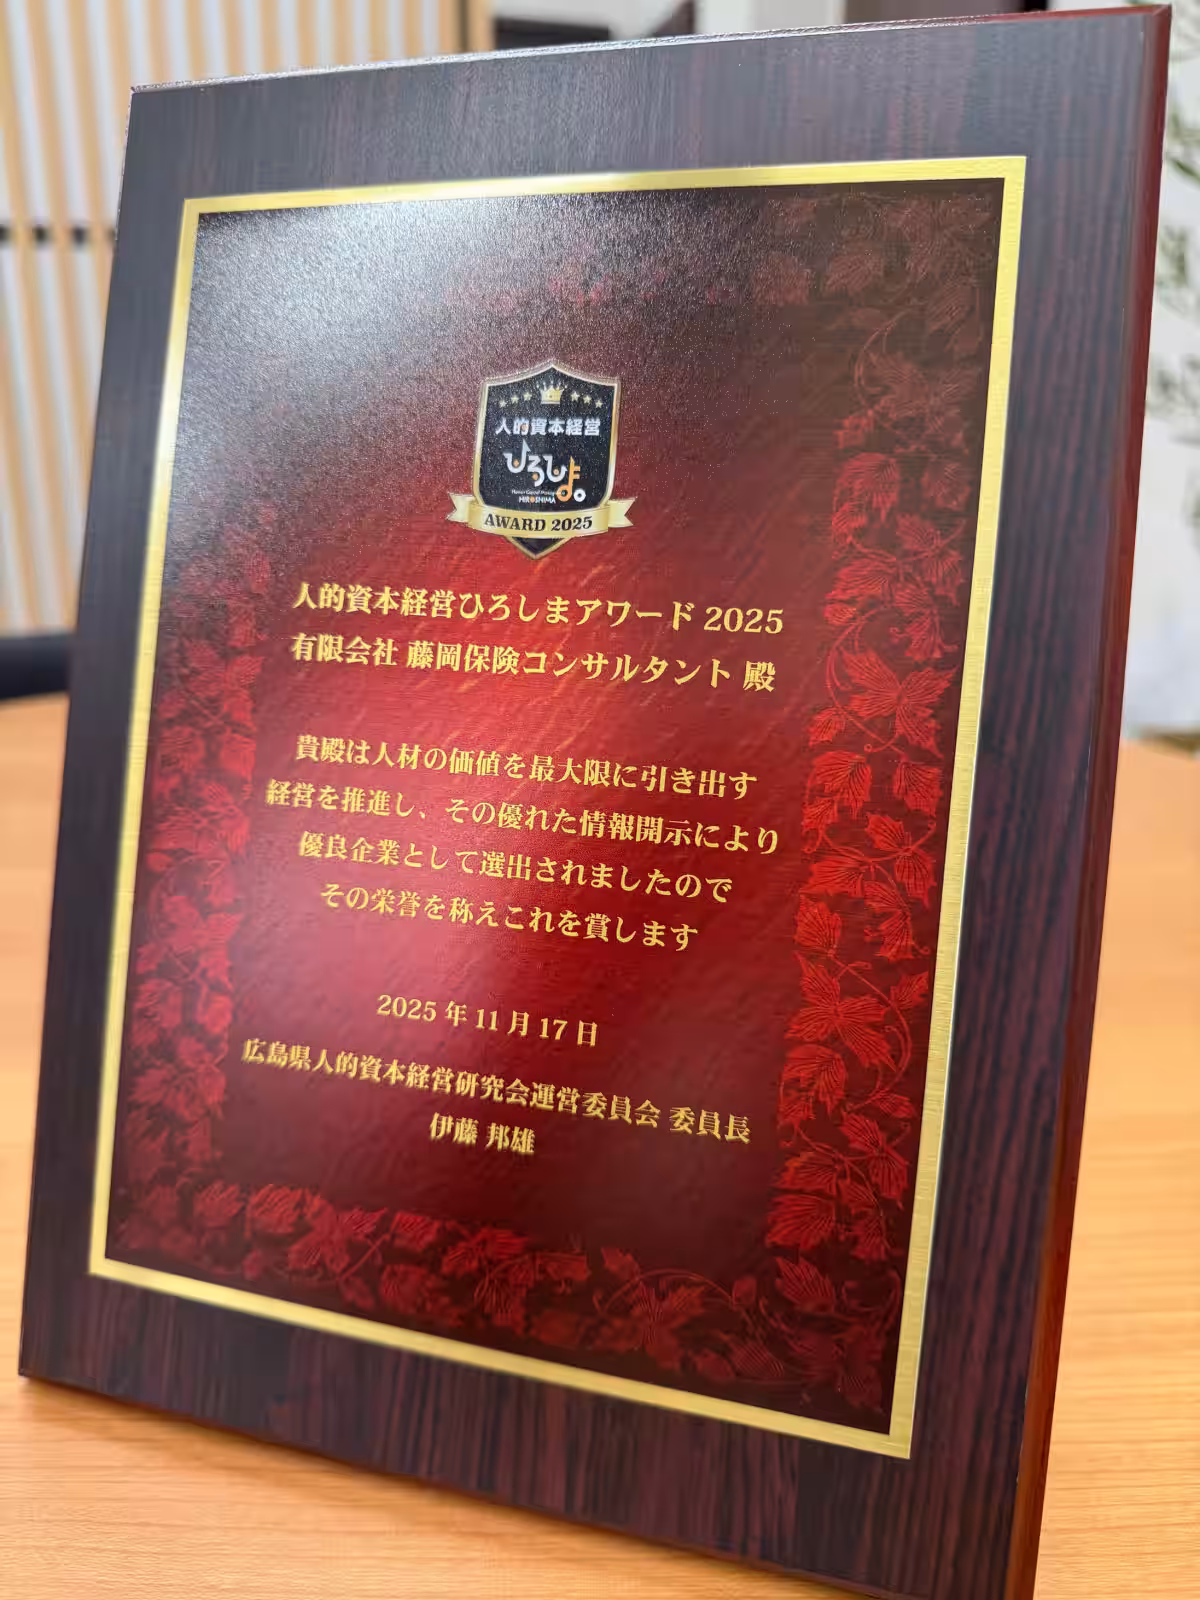 人的資本経営
ひろしま。
HIROSHIMA
AWARD 2025
人的資本経営ひろしまアワード 2025
有限会社 藤岡保険コンサルタント 殿
貴殿は人材の価値を最大限に引き出す
経営を推進し、その優れた情報開示により
優良企業として選出されましたので
その栄誉を称えこれを賞します
2025 年 11 月 17 日
広島県人的資本経営研究会運営委員会 委員長
伊藤 邦雄